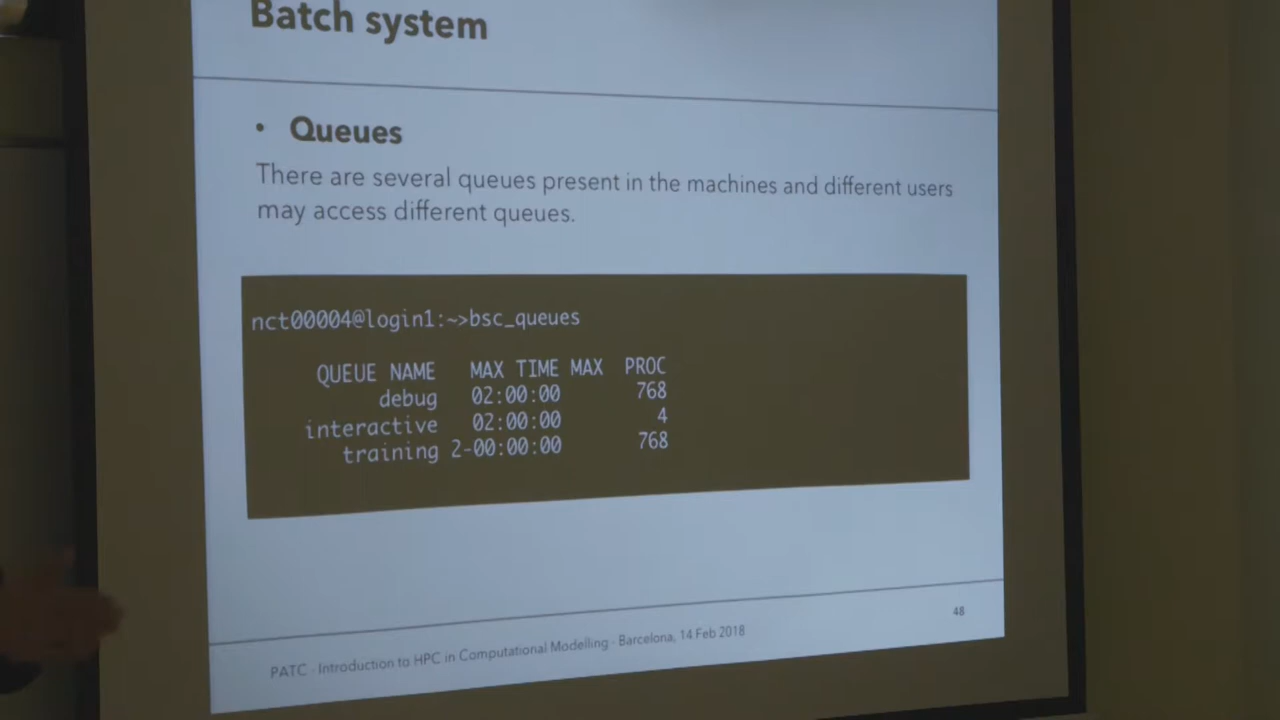 Batch system
• Queues
There are several queues present in the machines and different users
may access different queues.
nct00004@login1:~>bsc_queues
QUEUE NAME MAX TIME MAX PROC
debug 02:00:00 768
interactive 02:00:00 4
training 2-00:00:00 768
48
PATC · Introduction to HPC in Computational Modelling · Barcelona, 14 Feb 2018